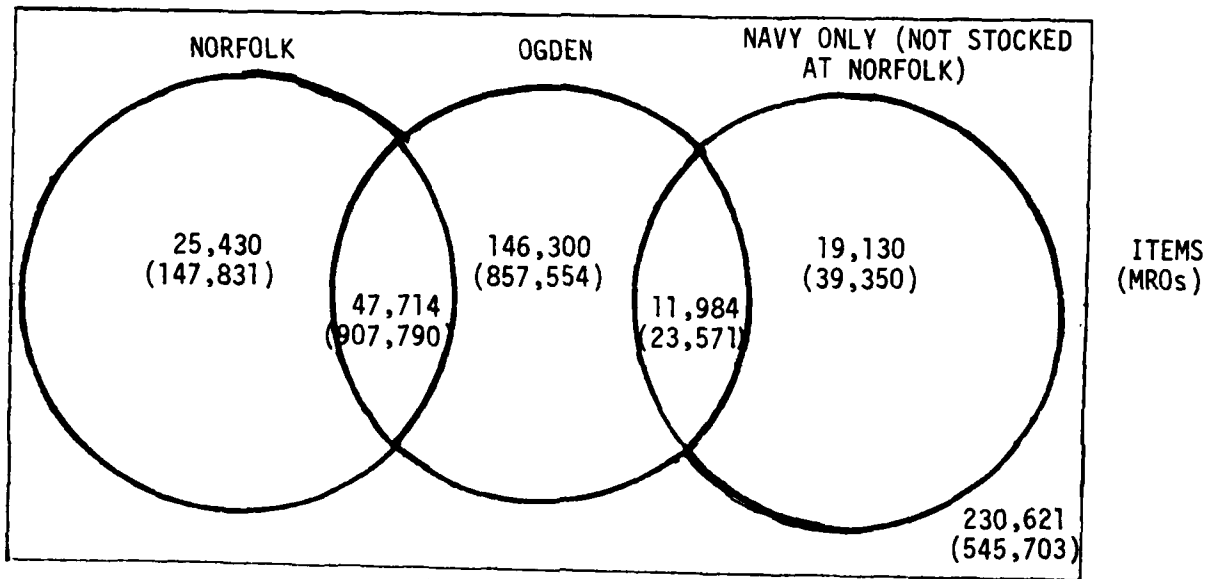 NORFOLK
OGDEN
NAVY ONLY (NOT STOCKED
AT NORFOLK)
25,430
(147,831)
47,714
(907,790)
146,300
(857,554)
11,984
(23,571)
19,130
(39,350)
ITEMS
(MROs)
230,621
(545,703)